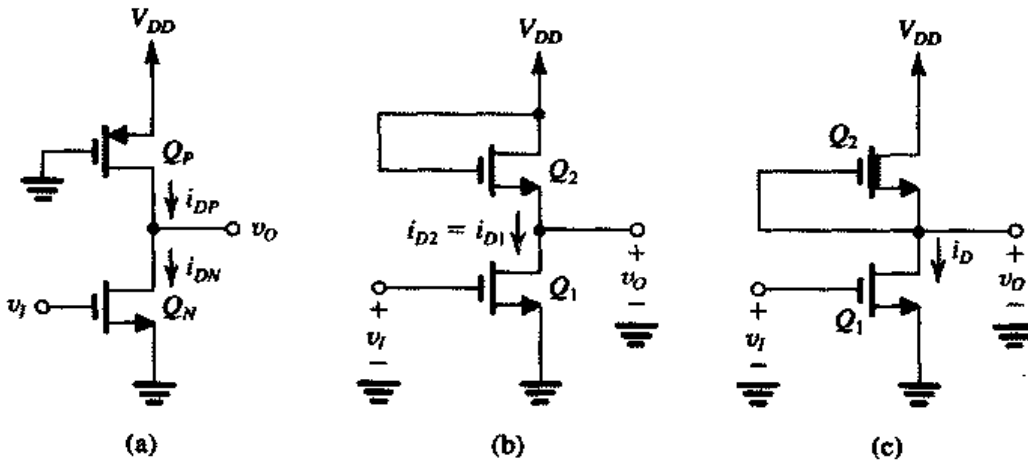 V_DD
Q_P
i_DP
v_O
i_DN
v_I
Q_N
(a)
V_DD
Q_2
i_D2 = i_D1
+
v_O
−
Q_1
+
v_I
−
(b)
V_DD
Q_2
i_D
+
v_O
−
Q_1
+
v_I
−
(c)